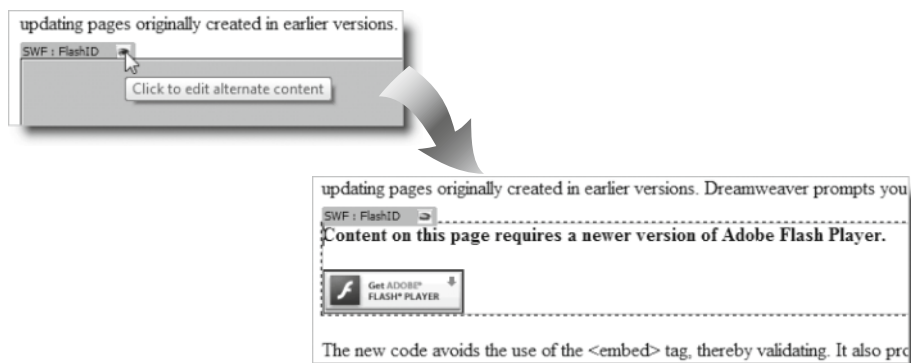 updating pages originally created in earlier versions.
SWF : FlashID
Click to edit alternate content
updating pages originally created in earlier versions. Dreamweaver prompts you
SWF : FlashID
Content on this page requires a newer version of Adobe Flash Player.
Get ADOBE®
FLASH® PLAYER
The new code avoids the use of the <embed> tag, thereby validating. It also pro